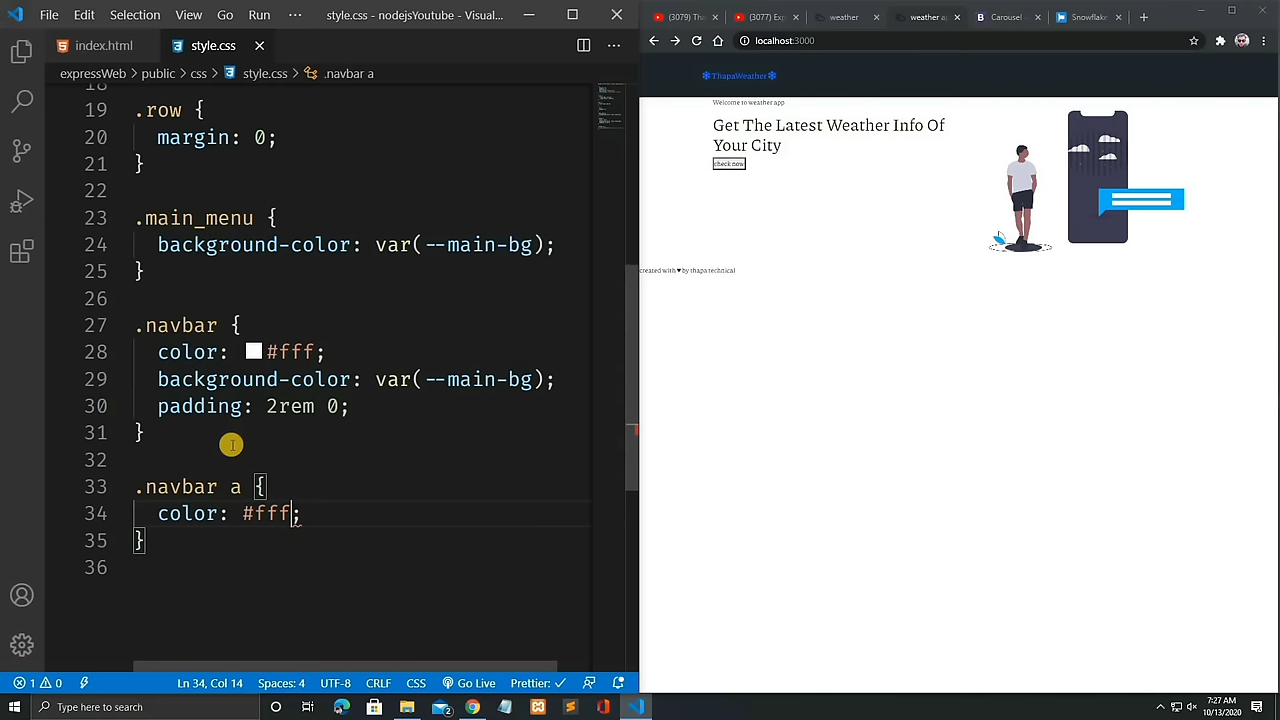 File Edit Selection View Go Run ··· style.css - nodejsYoutube - Visual...
index.html style.css
expressWeb > public > css > style.css > .navbar a
18
19 .row {
20 margin: 0;
21 }
22
23 .main_menu {
24 background-color: var(--main-bg);
25 }
26
27 .navbar {
28 color: #fff;
29 background-color: var(--main-bg);
30 padding: 2rem 0;
31 }
32
33 .navbar a {
34 color: #fff;
35 }
36
1 0 Ln 34, Col 14 Spaces: 4 UTF-8 CRLF CSS Go Live Prettier: ✓
Type here to search
(3079) Tha (3077) Exp weather weather a Carousel Snowflake
localhost:3000
❄ThapaWeather❄
Welcome to weather app
Get The Latest Weather Info Of
Your City
check now
created with ♥ by thapa technical
2
7:27 AM
10/13/2020